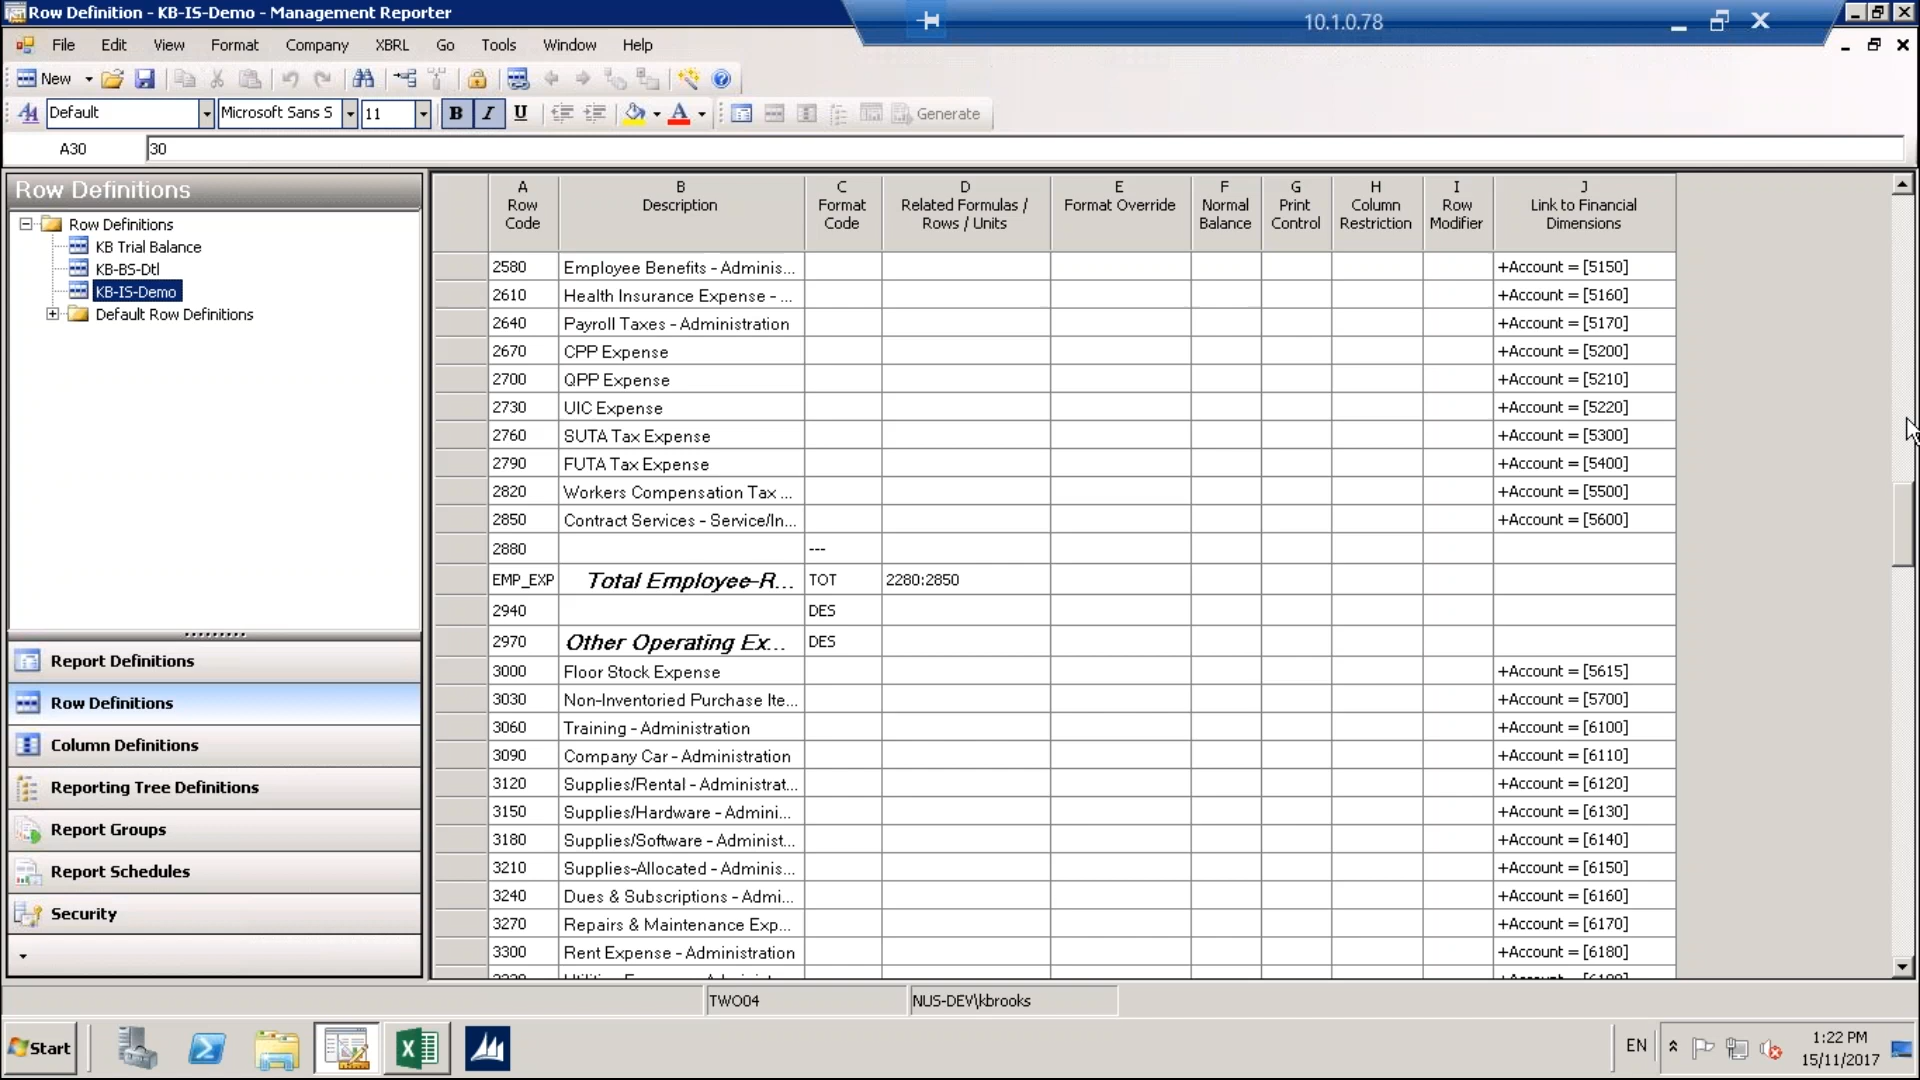 Row Definition - KB-IS-Demo - Management Reporter
10.1.0.78
File Edit View Format Company XBRL Go Tools Window Help
New
Default Microsoft Sans S 11 B I U A Generate
A30 30
Row Definitions
Row Definitions
KB Trial Balance
KB-BS-Dtl
KB-IS-Demo
Default Row Definitions
Report Definitions
Row Definitions
Column Definitions
Reporting Tree Definitions
Report Groups
Report Schedules
Security
A B C D E F G H I J
Row Description Format Related Formulas / Format Override Normal Print Column Row Link to Financial
Code Code Rows / Units Balance Control Restriction Modifier Dimensions
2580 Employee Benefits - Adminis... +Account = [5150]
2610 Health Insurance Expense - ... +Account = [5160]
2640 Payroll Taxes - Administration +Account = [5170]
2670 CPP Expense +Account = [5200]
2700 QPP Expense +Account = [5210]
2730 UIC Expense +Account = [5220]
2760 SUTA Tax Expense +Account = [5300]
2790 FUTA Tax Expense +Account = [5400]
2820 Workers Compensation Tax ... +Account = [5500]
2850 Contract Services - Service/In... +Account = [5600]
2880 ---
EMP_EXP Total Employee-R... TOT 2280:2850
2940 DES
2970 Other Operating Ex... DES
3000 Floor Stock Expense +Account = [5615]
3030 Non-Inventoried Purchase Ite... +Account = [5700]
3060 Training - Administration +Account = [6100]
3090 Company Car - Administration +Account = [6110]
3120 Supplies/Rental - Administrat... +Account = [6120]
3150 Supplies/Hardware - Admini... +Account = [6130]
3180 Supplies/Software - Administ... +Account = [6140]
3210 Supplies-Allocated - Adminis... +Account = [6150]
3240 Dues & Subscriptions - Admi... +Account = [6160]
3270 Repairs & Maintenance Exp... +Account = [6170]
3300 Rent Expense - Administration +Account = [6180]
TWO04 NUS-DEV\kbrooks
Start EN 1:22 PM
15/11/2017